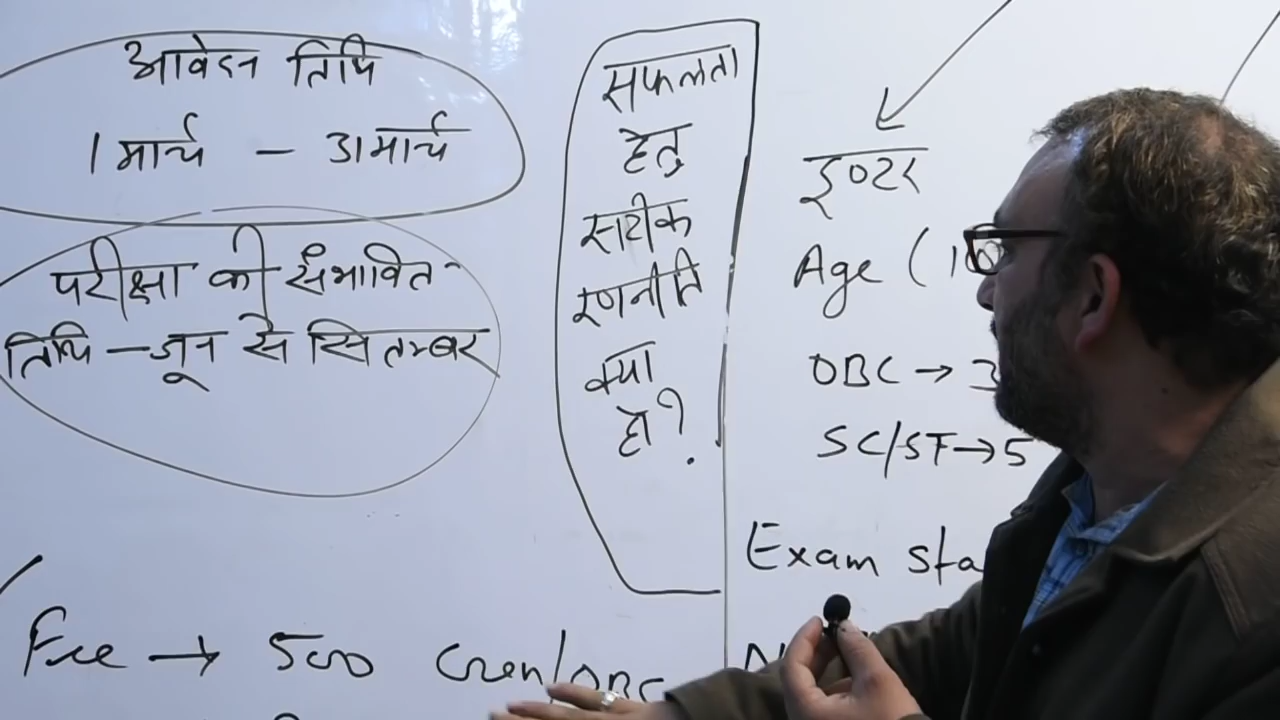 आवेदन तिथि
1 मार्च – 31 मार्च
परीक्षा की संभावित
तिथि – जून से सितम्बर
सफलता
हेतु
सटीक
रणनीति
क्या
हो?
इण्टर
Age (
OBC → 3
SC/ST → 5
Exam sta
Fee → 500 Gen/OBC